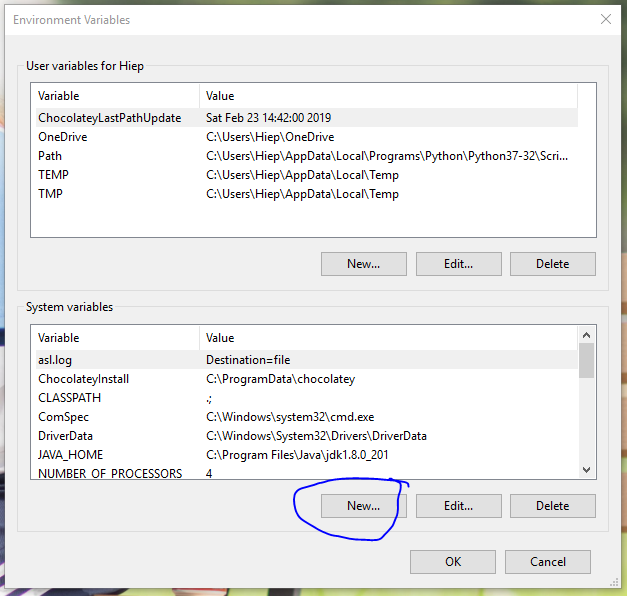 Environment Variables
User variables for Hiep
Variable Value
ChocolateyLastPathUpdate Sat Feb 23 14:42:00 2019
OneDrive C:\Users\Hiep\OneDrive
Path C:\Users\Hiep\AppData\Local\Programs\Python\Python37-32\Scri...
TEMP C:\Users\Hiep\AppData\Local\Temp
TMP C:\Users\Hiep\AppData\Local\Temp
New... Edit... Delete
System variables
Variable Value
asl.log Destination=file
ChocolateyInstall C:\ProgramData\chocolatey
CLASSPATH .;
ComSpec C:\Windows\system32\cmd.exe
DriverData C:\Windows\System32\Drivers\DriverData
JAVA_HOME C:\Program Files\Java\jdk1.8.0_201
NUMBER_OF_PROCESSORS 4
New... Edit... Delete
OK Cancel